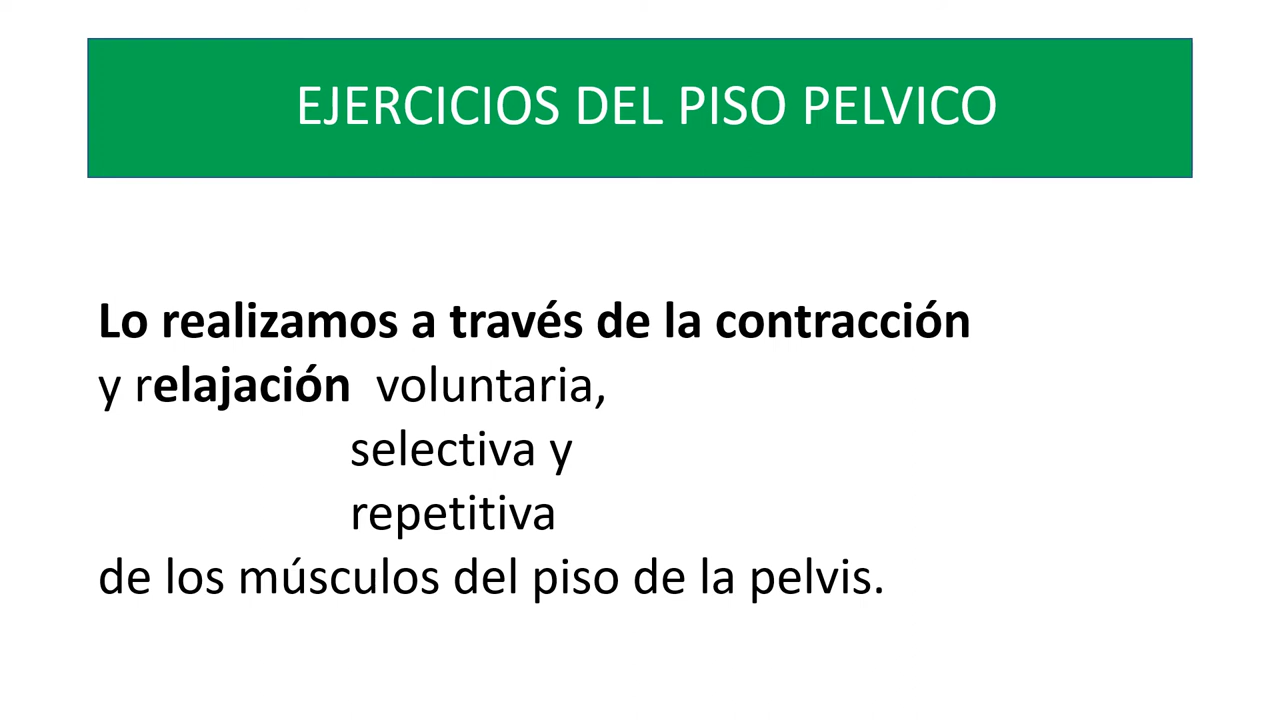 EJERCICIOS DEL PISO PELVICO
Lo realizamos a través de la contracción
y relajación voluntaria,
selectiva y
repetitiva
de los músculos del piso de la pelvis.